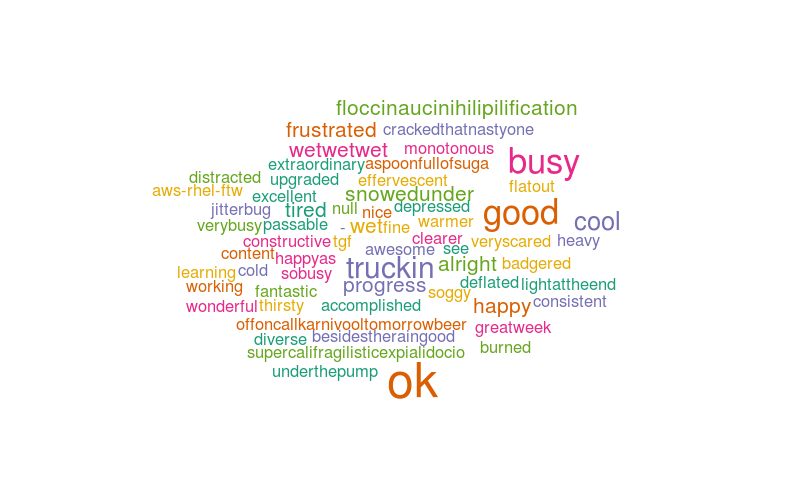 floccinaucinihilipilification
frustrated crackedthatnastyone
wetwetwet monotonous
extraordinary aspoonfullofsuga busy
distracted upgraded effervescent
aws-rhel-ftw excellent snowedunder flatout
jitterbug tired null nice depressed good cool
verybusy passable - wet fine warmer
constructive tgf clearer veryscared heavy
content happyas awesome see
learning cold sobusy truckin alright badgered
working fantastic progress soggy deflated lightattheend
wonderful thirsty accomplished happy consistent
offoncallkarnivooltomorrowbeer greatweek
diverse besidestheraingood
supercalifragilisticexpialidocio burned
underthepump ok